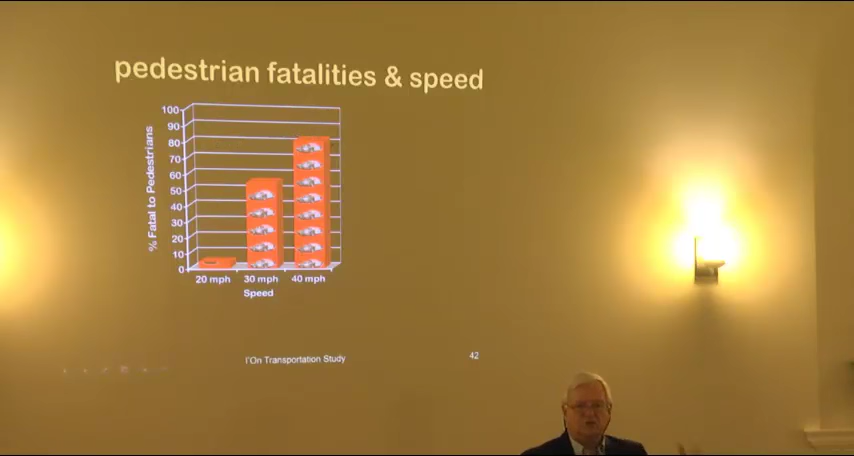 pedestrian fatalities & speed
% Fatal to Pedestrians
100
90
80
70
60
50
40
30
20
10
0
20 mph 30 mph 40 mph
Speed
I'On Transportation Study
42